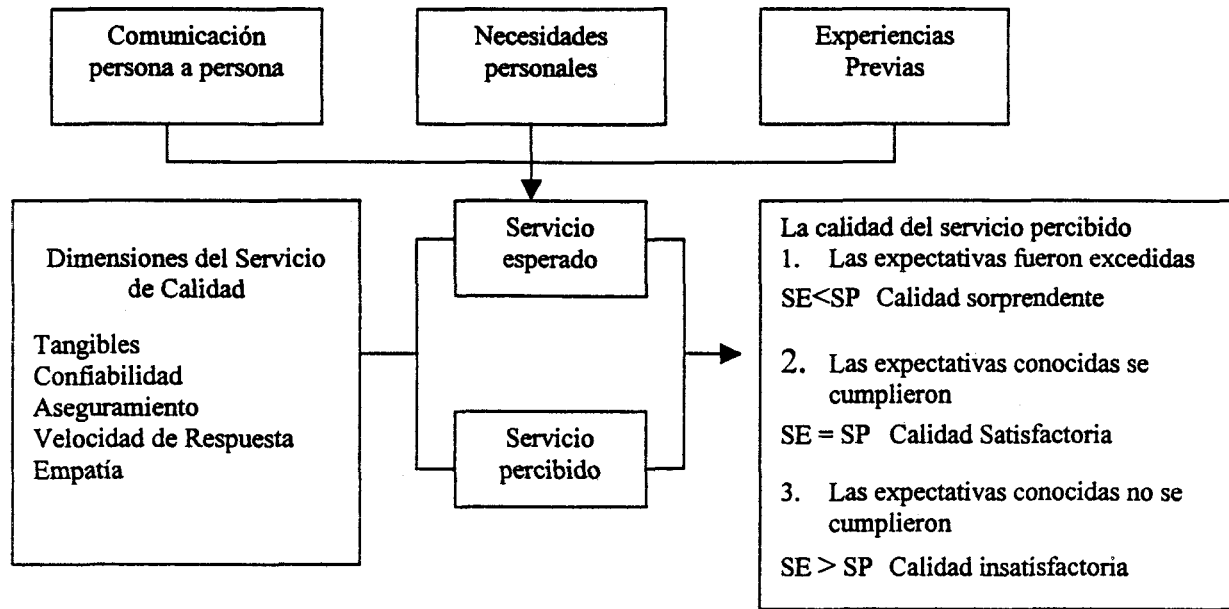 Comunicación
persona a persona
Necesidades
personales
Experiencias
Previas
Dimensiones del Servicio
de Calidad
Tangibles
Confiabilidad
Aseguramiento
Velocidad de Respuesta
Empatía
Servicio
esperado
Servicio
percibido
La calidad del servicio percibido
1. Las expectativas fueron excedidas
SE<SP Calidad sorprendente
2. Las expectativas conocidas se
cumplieron
SE = SP Calidad Satisfactoria
3. Las expectativas conocidas no se
cumplieron
SE > SP Calidad insatisfactoria